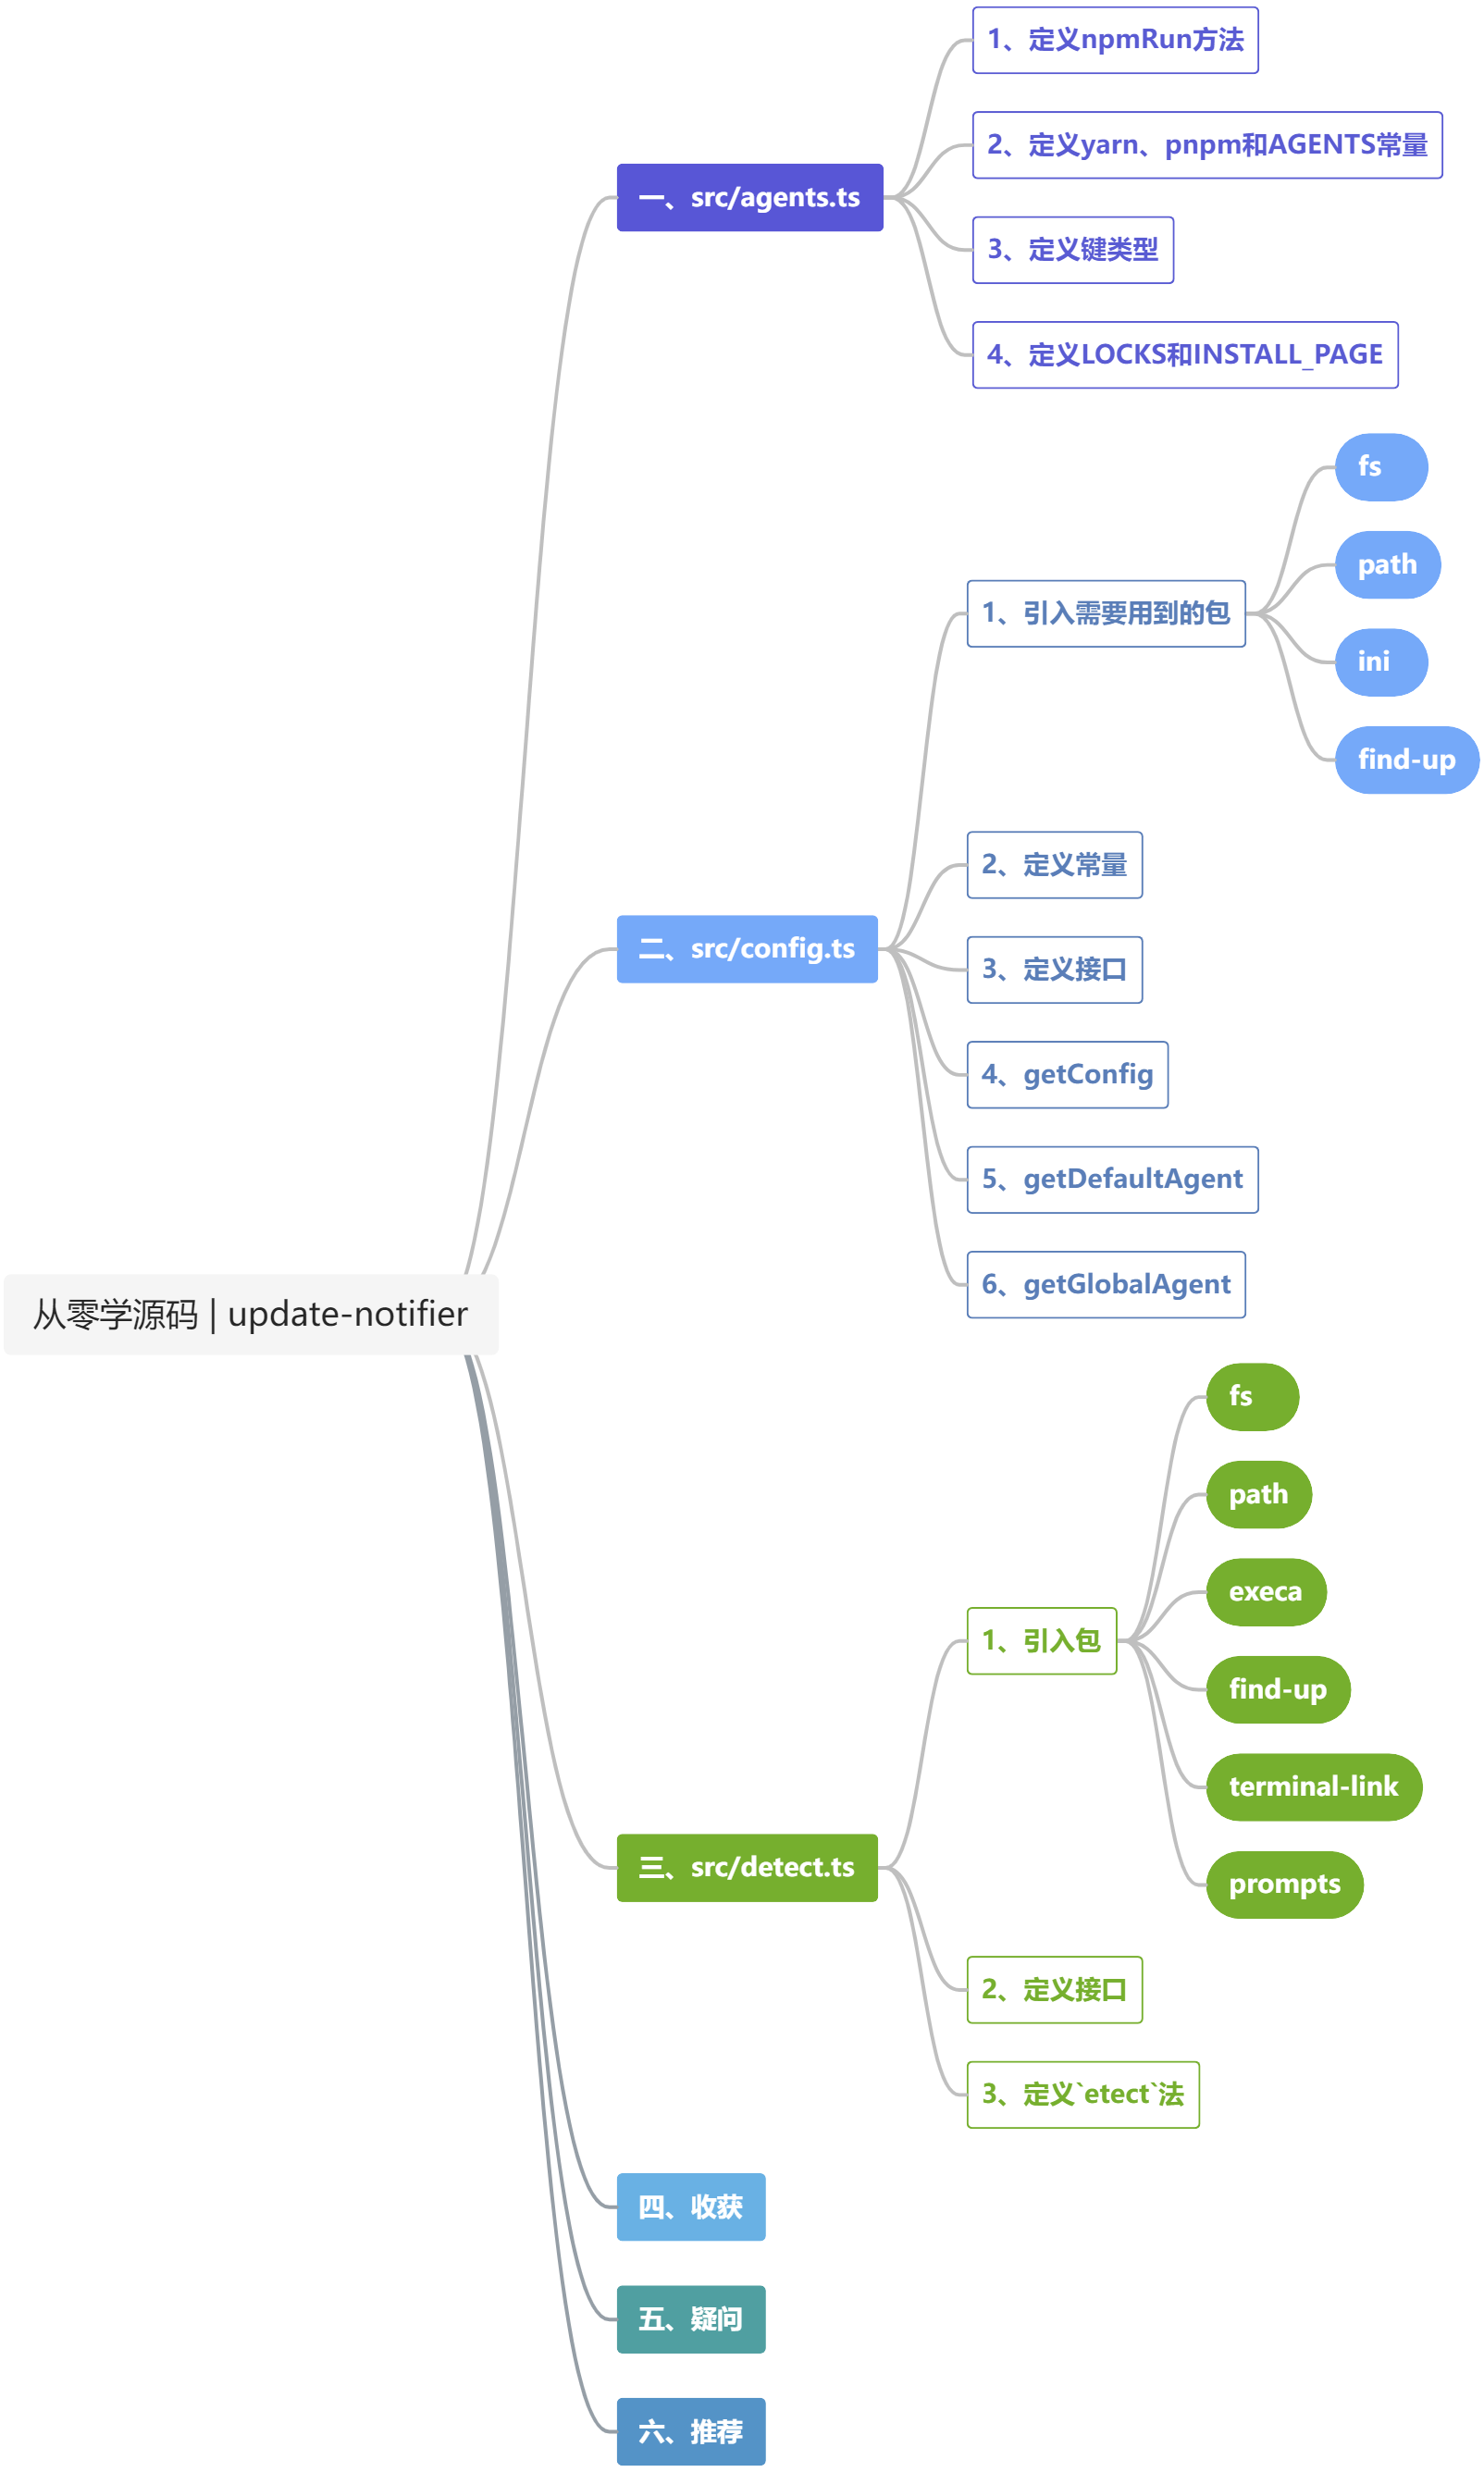 从零学源码 | update-notifier
一、src/agents.ts
1、定义npmRun方法
2、定义yarn、pnpm和AGENTS常量
3、定义键类型
4、定义LOCKS和INSTALL_PAGE
二、src/config.ts
1、引入需要用到的包
fs
path
ini
find-up
2、定义常量
3、定义接口
4、getConfig
5、getDefaultAgent
6、getGlobalAgent
三、src/detect.ts
1、引入包
fs
path
execa
find-up
terminal-link
prompts
2、定义接口
3、定义`etect`法
四、收获
五、疑问
六、推荐